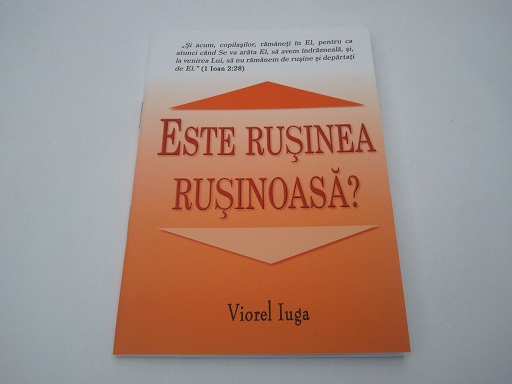 „Și acum, copilașilor, rămâneți în El, pentru ca
atunci când Se va arăta El, să avem îndrăzneală, și,
la venirea Lui, să nu rămânem de rușine și depărtați
de El.” (1 Ioan 2:28)
ESTE RUȘINEA
RUȘINOASĂ?
Viorel Iuga